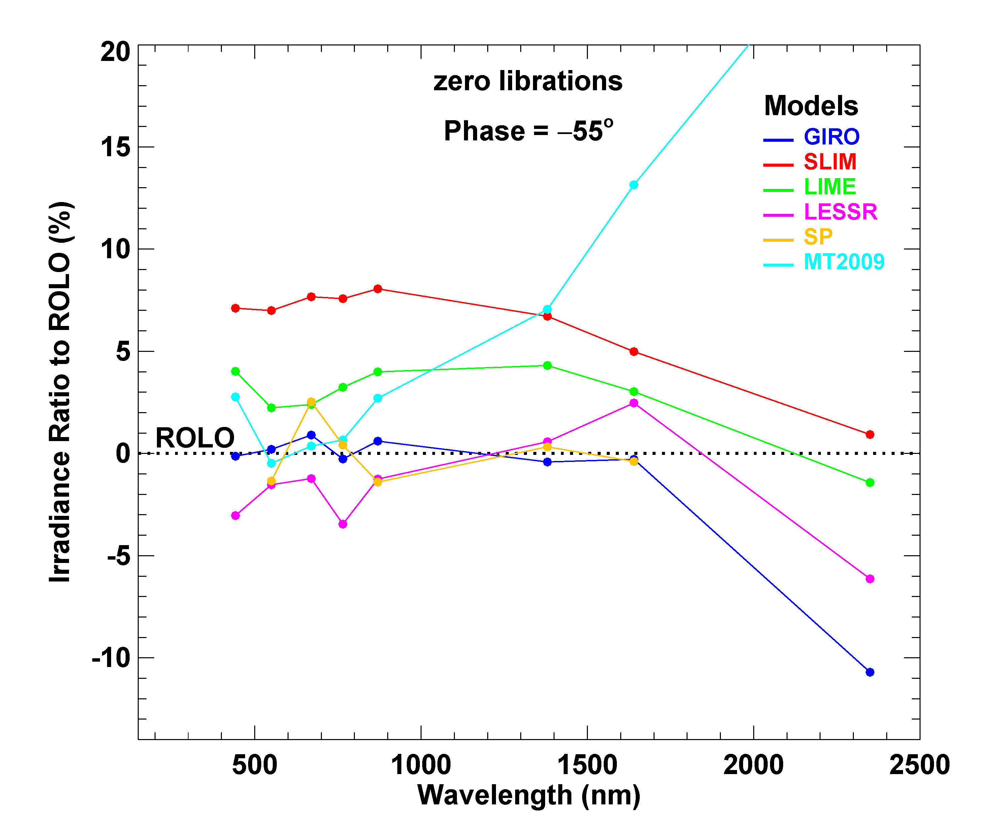 20
15
10
5
0
-5
-10
Irradiance Ratio to ROLO (%)
zero librations
Phase = −55°
Models
GIRO
SLIM
LIME
LESSR
SP
MT2009
ROLO
500 1000 1500 2000 2500
Wavelength (nm)